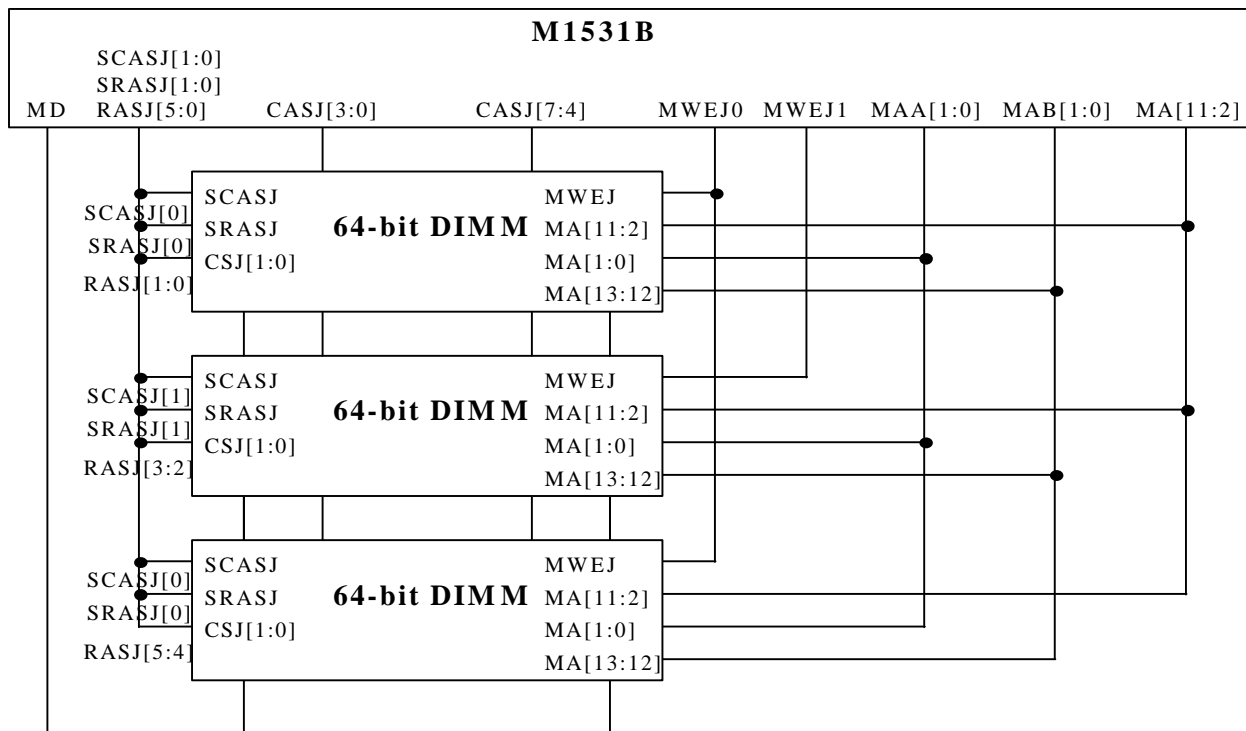 M1531B
SCASJ[1:0]
SRASJ[1:0]
MD RASJ[5:0] CASJ[3:0] CASJ[7:4] MWEJ0 MWEJ1 MAA[1:0] MAB[1:0] MA[11:2]
SCASJ MWEJ
SCASJ[0]
SRASJ 64-bit DIMM MA[11:2]
SRASJ[0]
CSJ[1:0] MA[1:0]
RASJ[1:0]
MA[13:12]
SCASJ MWEJ
SCASJ[1]
SRASJ 64-bit DIMM MA[11:2]
SRASJ[1]
CSJ[1:0] MA[1:0]
RASJ[3:2]
MA[13:12]
SCASJ MWEJ
SCASJ[0]
SRASJ 64-bit DIMM MA[11:2]
SRASJ[0]
CSJ[1:0] MA[1:0]
RASJ[5:4]
MA[13:12]